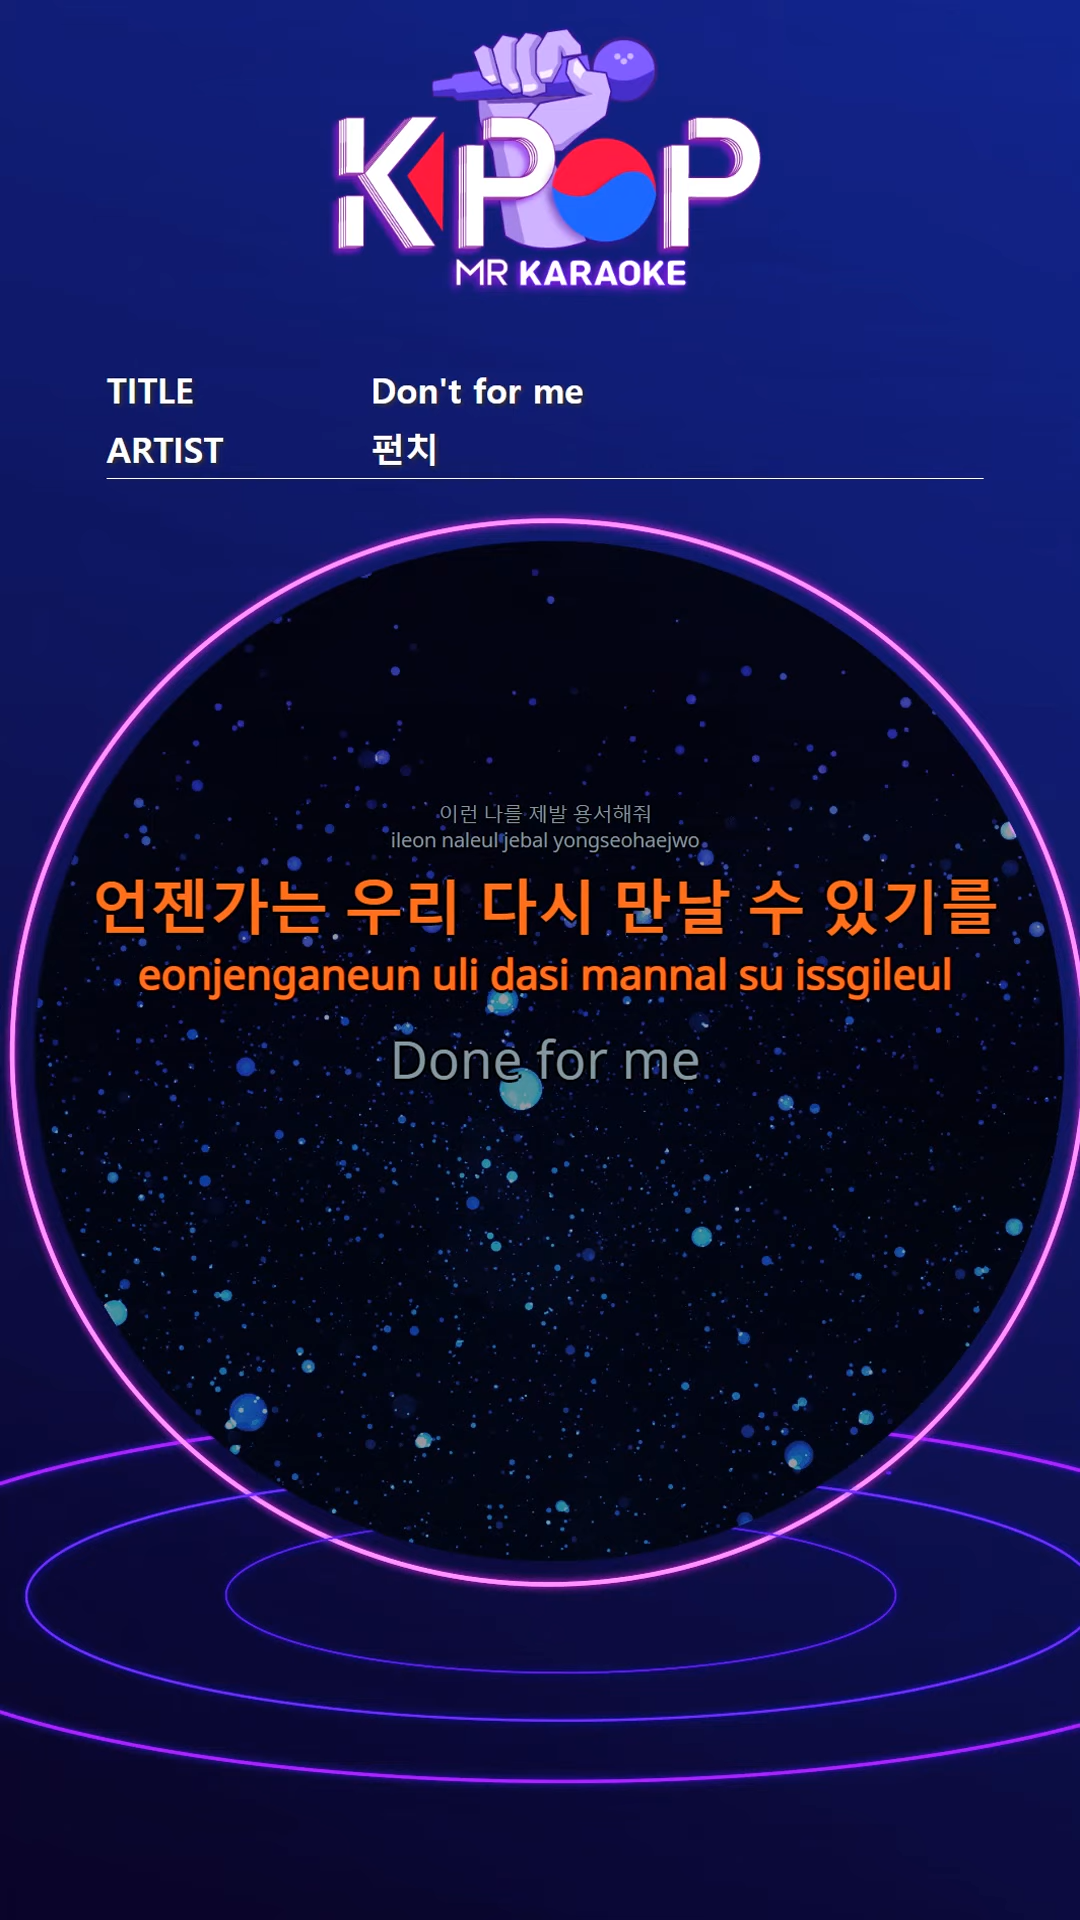 KPOP
MR KARAOKE
TITLE Don't for me
ARTIST 펀치
이런 나를 제발 용서해줘
ileon naleul jebal yongseohaejwo
언젠가는 우리 다시 만날 수 있기를
eonjenganeun uli dasi mannal su issgileul
Done for me